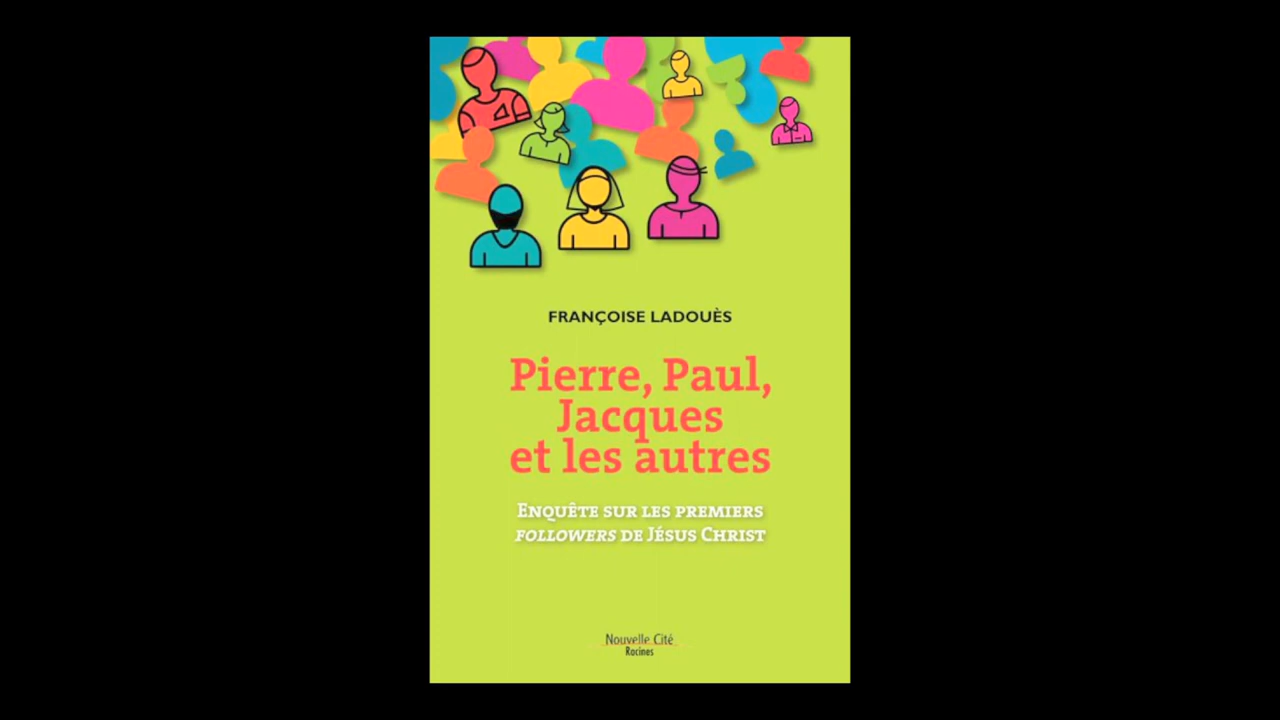 FRANÇOISE LADOUÈS
Pierre, Paul,
Jacques
et les autres
ENQUÊTE SUR LES PREMIERS
FOLLOWERS DE JÉSUS CHRIST
Nouvelle Cité
Racines